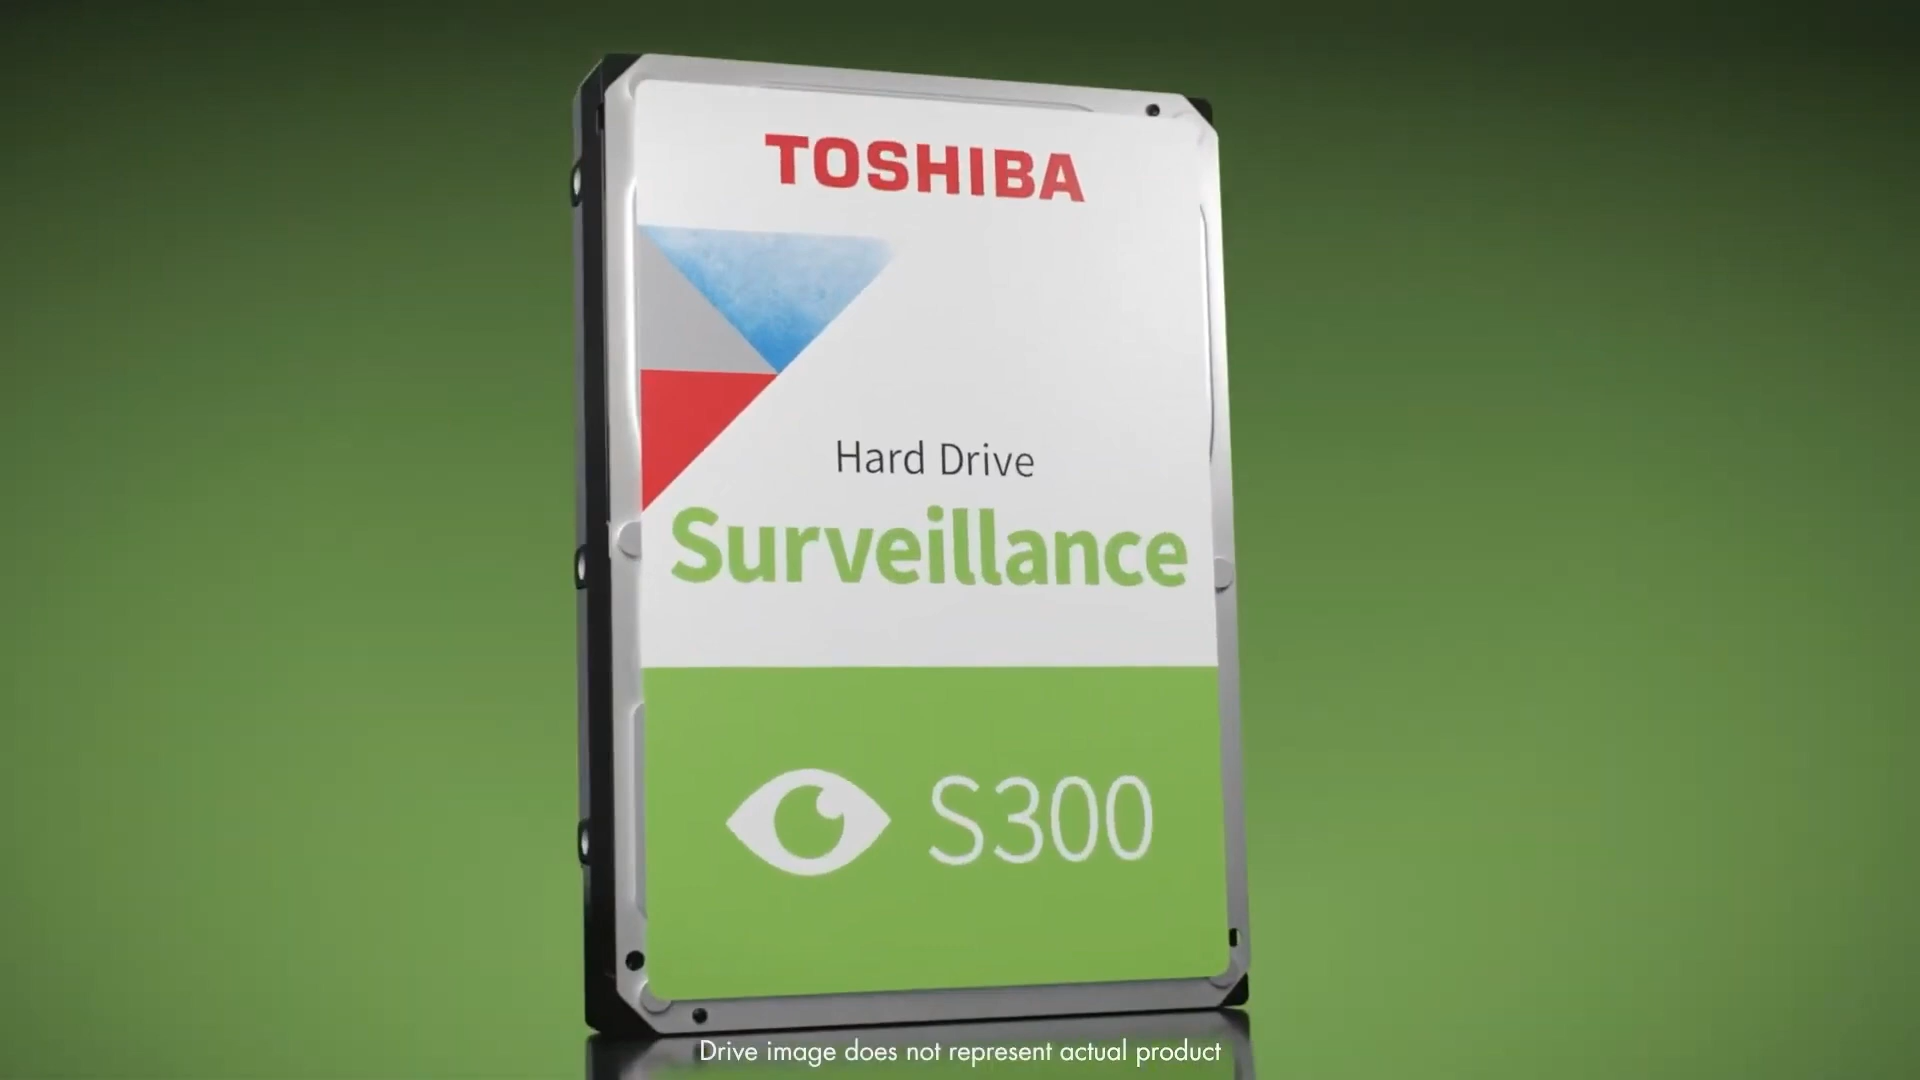 TOSHIBA
Hard Drive
Surveillance
S300
Drive image does not represent actual product